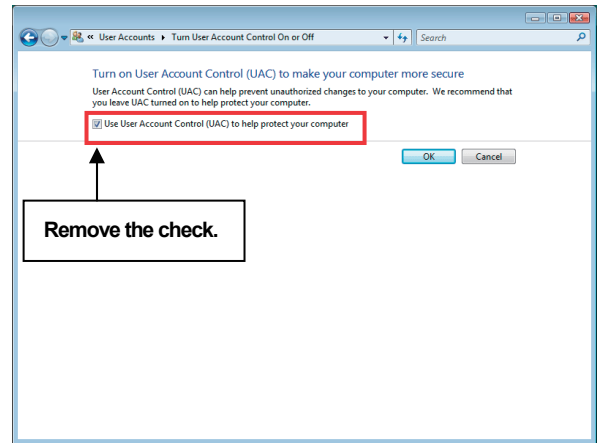 « User Accounts ▸ Turn User Account Control On or Off
Search
Turn on User Account Control (UAC) to make your computer more secure
User Account Control (UAC) can help prevent unauthorized changes to your computer. We recommend that
you leave UAC turned on to help protect your computer.
Use User Account Control (UAC) to help protect your computer
OK
Cancel
Remove the check.